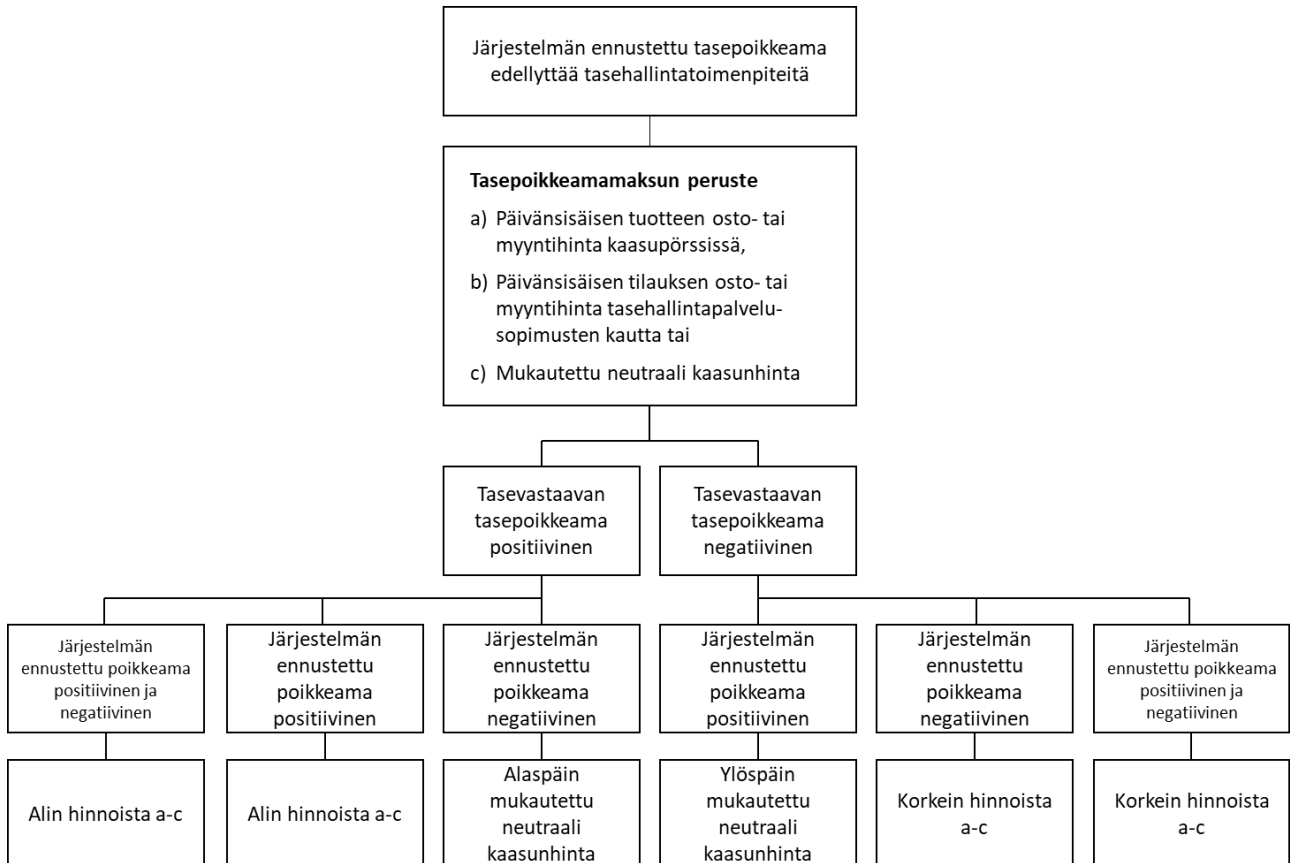 Järjestelmän ennustettu tasepoikkeama
edellyttää tasehallintatoimenpiteitä
Tasepoikkeamamaksun peruste
a) Päivänsisäisen tuotteen osto- tai
myyntihinta kaasupörssissä,
b) Päivänsisäisen tilauksen osto- tai
myyntihinta tasehallintapalvelu-
sopimusten kautta tai
c) Mukautettu neutraali kaasunhinta
Tasevastaavan
tasepoikkeama
positiivinen
Tasevastaavan
tasepoikkeama
negatiivinen
Järjestelmän
ennustettu poikkeama
positiivinen ja
negatiivinen
Järjestelmän
ennustettu
poikkeama
positiivinen
Järjestelmän
ennustettu
poikkeama
negatiivinen
Järjestelmän
ennustettu
poikkeama
positiivinen
Järjestelmän
ennustettu
poikkeama
negatiivinen
Järjestelmän
ennustettu poikkeama
positiivinen ja
negatiivinen
Alin hinnoista a-c
Alin hinnoista a-c
Alaspäin
mukautettu
neutraali
kaasunhinta
Ylöspäin
mukautettu
neutraali
kaasunhinta
Korkein hinnoista
a-c
Korkein hinnoista
a-c